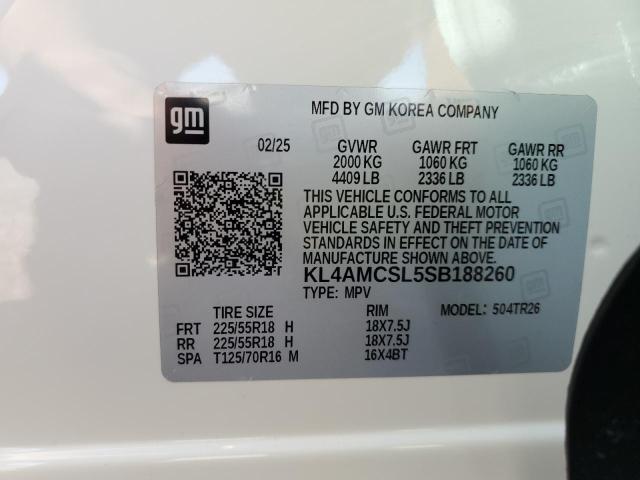 gm
MFD BY GM KOREA COMPANY
02/25 GVWR GAWR FRT GAWR RR
2000 KG 1060 KG 1060 KG
4409 LB 2336 LB 2336 LB
THIS VEHICLE CONFORMS TO ALL
APPLICABLE U.S. FEDERAL MOTOR
VEHICLE SAFETY AND THEFT PREVENTION
STANDARDS IN EFFECT ON THE DATE OF
MANUFACTURE SHOWN ABOVE.
KL4AMCSL5SB188260
TYPE: MPV
TIRE SIZE RIM MODEL: 504TR26
FRT 225/55R18 H 18X7.5J
RR 225/55R18 H 18X7.5J
SPA T125/70R16 M 16X4BT